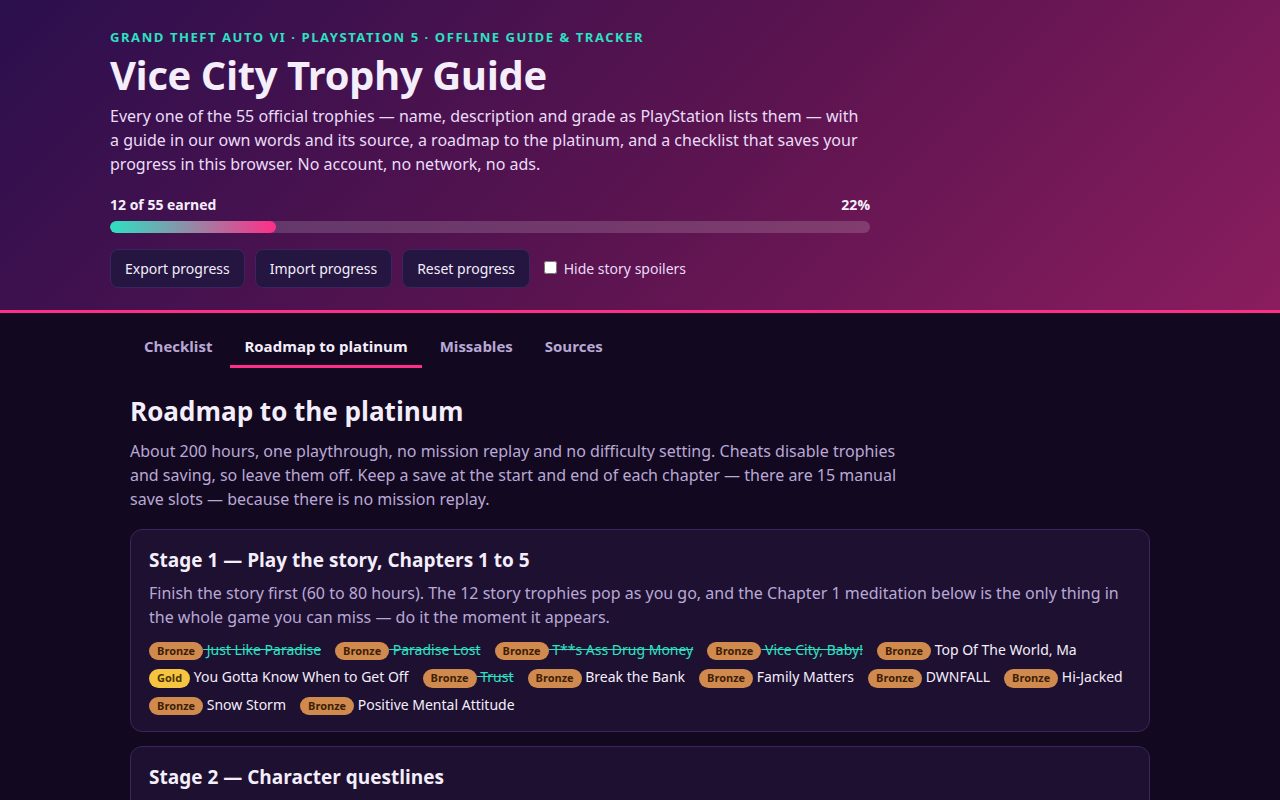 GRAND THEFT AUTO VI · PLAYSTATION 5 · OFFLINE GUIDE & TRACKER
Vice City Trophy Guide
Every one of the 55 official trophies — name, description and grade as PlayStation lists them — with
a guide in our own words and its source, a roadmap to the platinum, and a checklist that saves your
progress in this browser. No account, no network, no ads.
12 of 55 earned 22%
Export progress Import progress Reset progress Hide story spoilers
Checklist Roadmap to platinum Missables Sources
Roadmap to the platinum
About 200 hours, one playthrough, no mission replay and no difficulty setting. Cheats disable trophies
and saving, so leave them off. Keep a save at the start and end of each chapter — there are 15 manual
save slots — because there is no mission replay.
Stage 1 — Play the story, Chapters 1 to 5
Finish the story first (60 to 80 hours). The 12 story trophies pop as you go, and the Chapter 1 meditation below is the only thing in
the whole game you can miss — do it the moment it appears.
Bronze Just Like Paradise Bronze Paradise Lost Bronze T**s Ass Drug Money Bronze Vice City, Baby! Bronze Top Of The World, Ma
Gold You Gotta Know When to Get Off Bronze Trust Bronze Break the Bank Bronze Family Matters Bronze DWNFALL Bronze Hi-Jacked
Bronze Snow Storm Bronze Positive Mental Attitude
Stage 2 — Character questlines